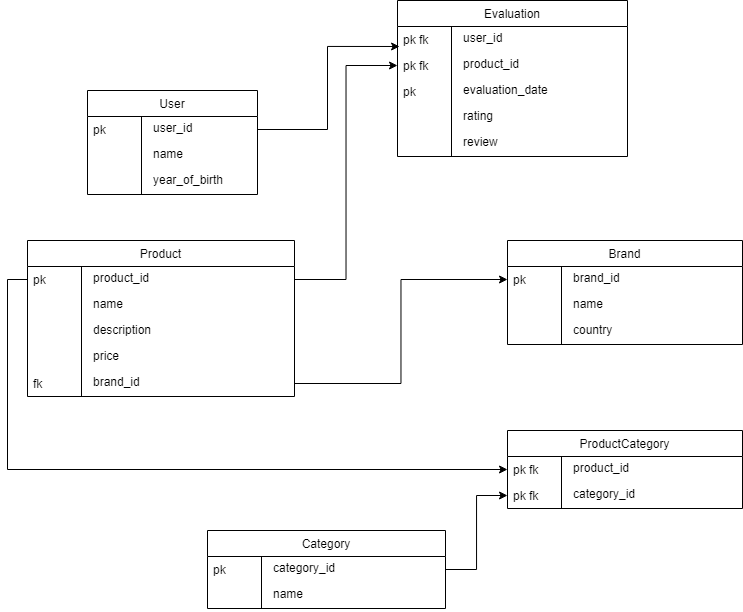 Evaluation
pk fk user_id
pk fk product_id
pk evaluation_date
rating
review
User
pk user_id
name
year_of_birth
Product
pk product_id
name
description
price
fk brand_id
Brand
pk brand_id
name
country
ProductCategory
pk fk product_id
pk fk category_id
Category
pk category_id
name